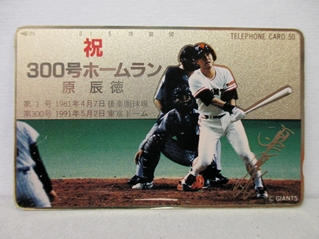 TELEPHONE CARD 50
祝
300号ホームラン
原 辰 徳
第 1 号 1981年4月7日 後楽園球場
第300号 1991年5月2日 東京ドーム
© GIANTS